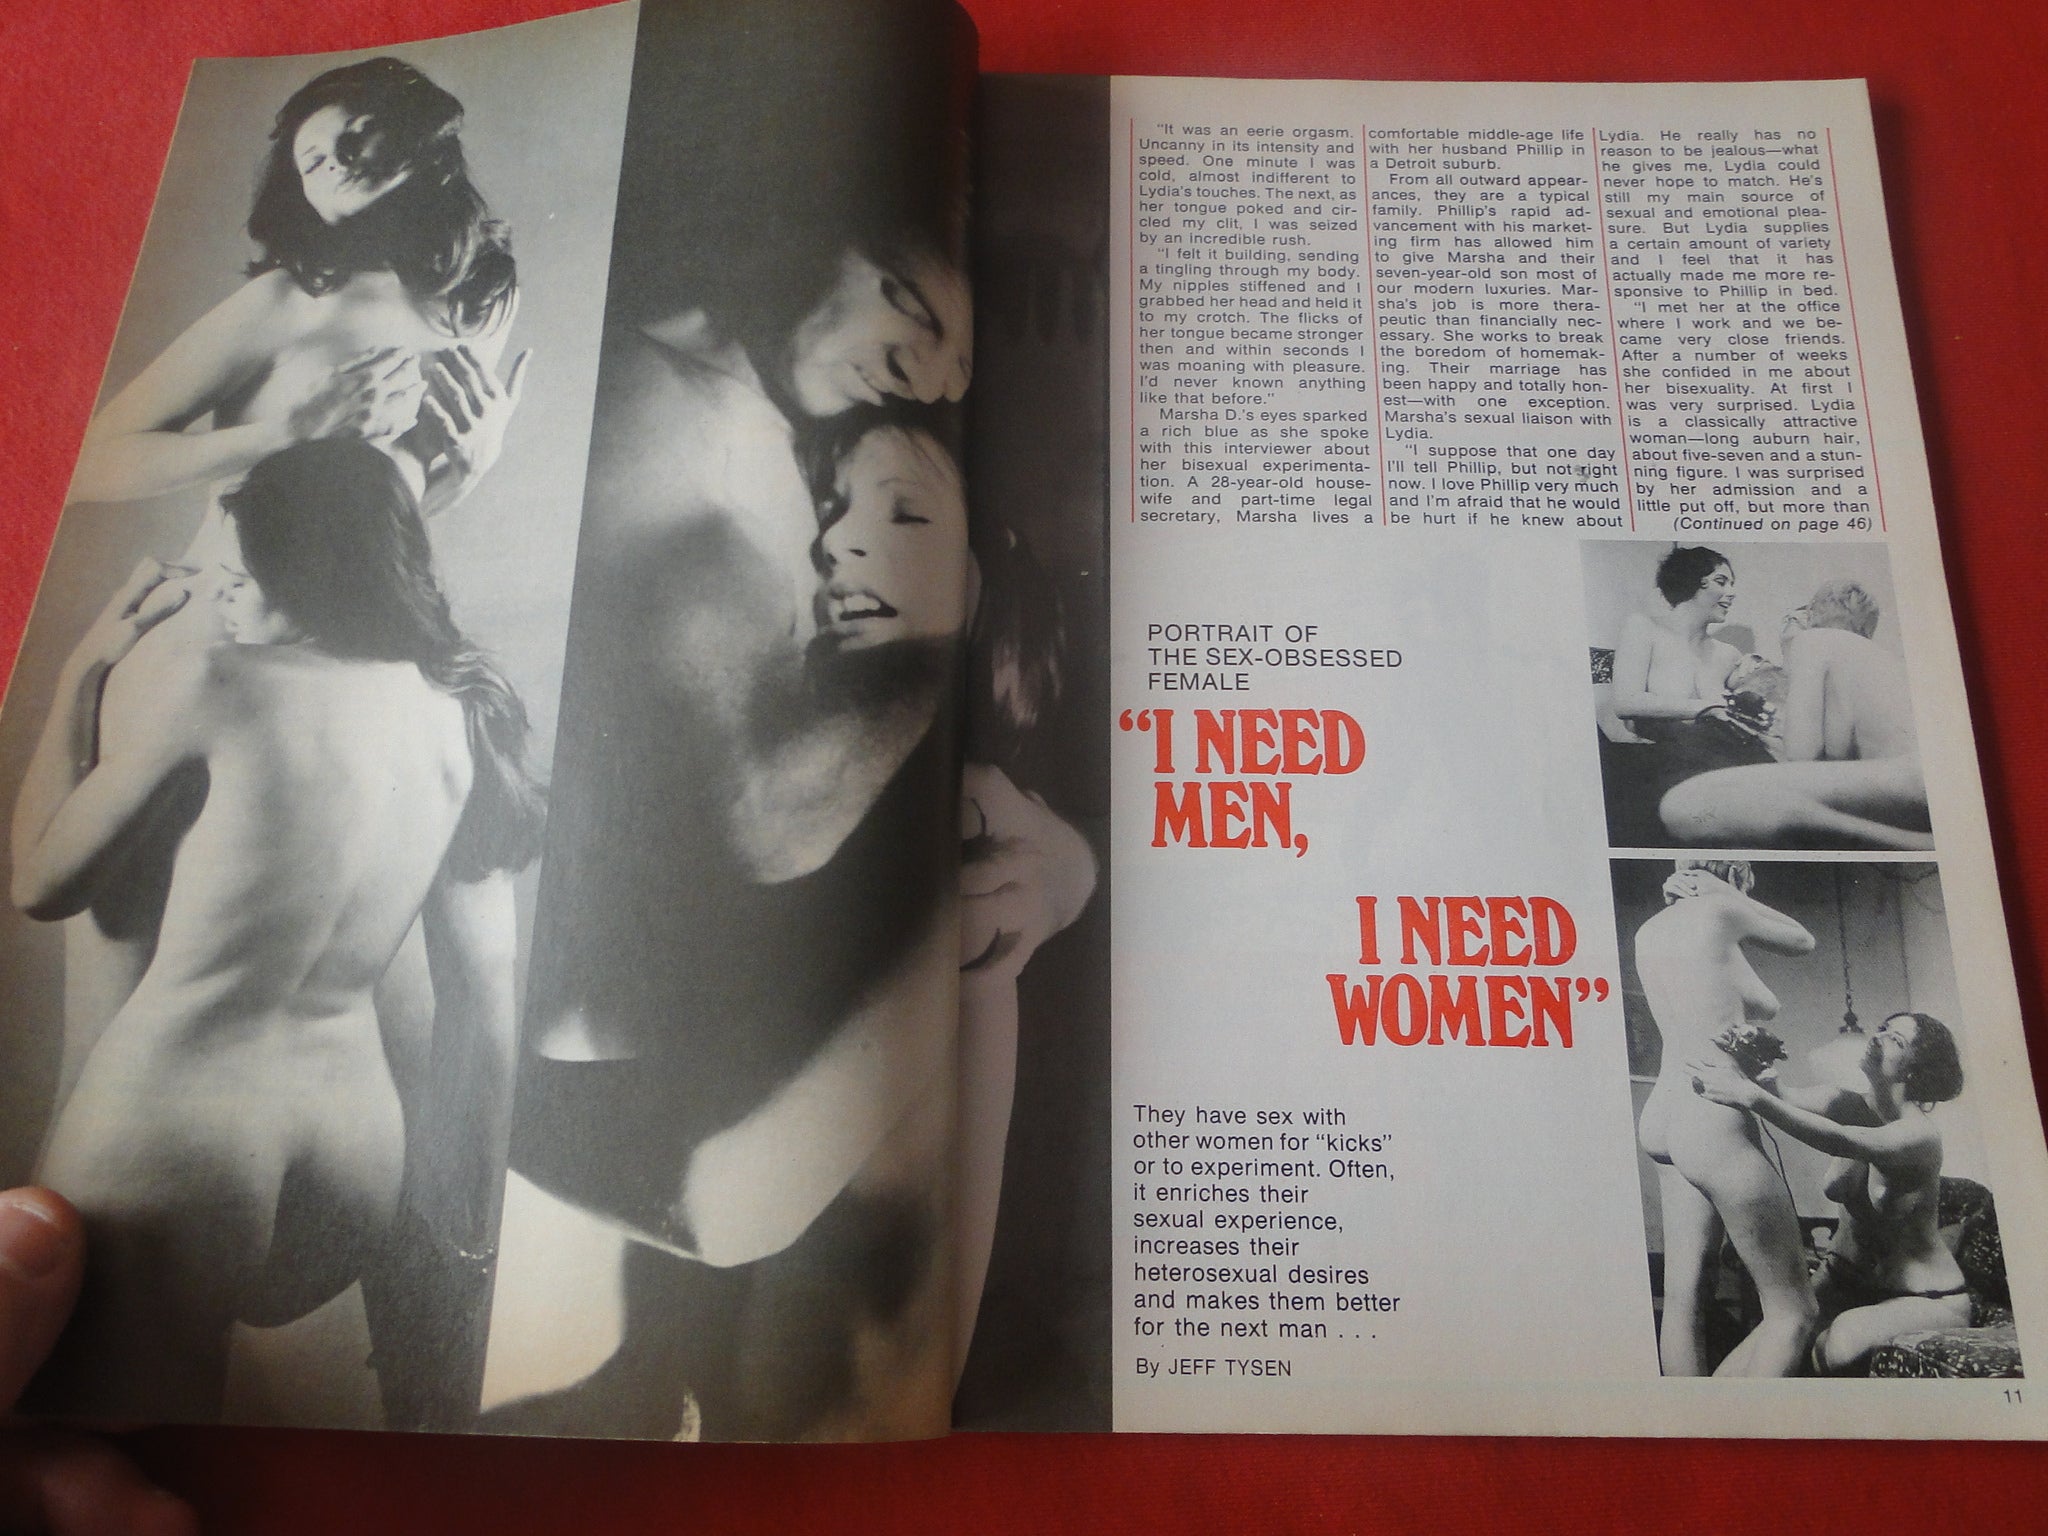 "It was an eerie orgasm.
Uncanny in its intensity and
speed. One minute I was
cold, almost indifferent to
Lydia's touches. The next, as
her tongue poked and cir-
cled my clit, I was seized
by an incredible rush.
"I felt it building, sending
a tingling through my body.
My nipples stiffened and I
grabbed her head and held it
to my crotch. The flicks of
her tongue became stronger
then and within seconds I
was moaning with pleasure.
I'd never known anything
like that before."
Marsha D.'s eyes sparked
a rich blue as she spoke
with this interviewer about
her bisexual experimenta-
tion. A 28-year-old house-
wife and part-time legal
secretary, Marsha lives a
comfortable middle-age life
with her husband Phillip in
a Detroit suburb.
From all outward appear-
ances, they are a typical
family. Phillip's rapid ad-
vancement with his market-
ing firm has allowed him
to give Marsha and their
seven-year-old son most of
our modern luxuries. Mar-
sha's job is more thera-
peutic than financially nec-
essary. She works to break
the boredom of homemak-
ing. Their marriage has
been happy and totally hon-
est—with one exception.
Marsha's sexual liaison with
Lydia.
"I suppose that one day
I'll tell Phillip, but not right
now. I love Phillip very much
and I'm afraid that he would
be hurt if he knew about
Lydia. He really has no
reason to be jealous—what
he gives me, Lydia could
never hope to match. He's
still my main source of
sexual and emotional plea-
sure. But Lydia supplies
a certain amount of variety
and I feel that it has
actually made me more re-
sponsive to Phillip in bed.
"I met her at the office
where I work and we be-
came very close friends.
After a number of weeks
she confided in me about
her bisexuality. At first I
was very surprised. Lydia
is a classically attractive
woman—long auburn hair,
about five-seven and a stun-
ning figure. I was surprised
by her admission and a
little put off, but more than
(Continued on page 46)
PORTRAIT OF
THE SEX-OBSESSED
FEMALE
"I NEED
MEN,
I NEED
WOMEN"
They have sex with
other women for "kicks"
or to experiment. Often,
it enriches their
sexual experience,
increases their
heterosexual desires
and makes them better
for the next man . . .
By JEFF TYSEN
11